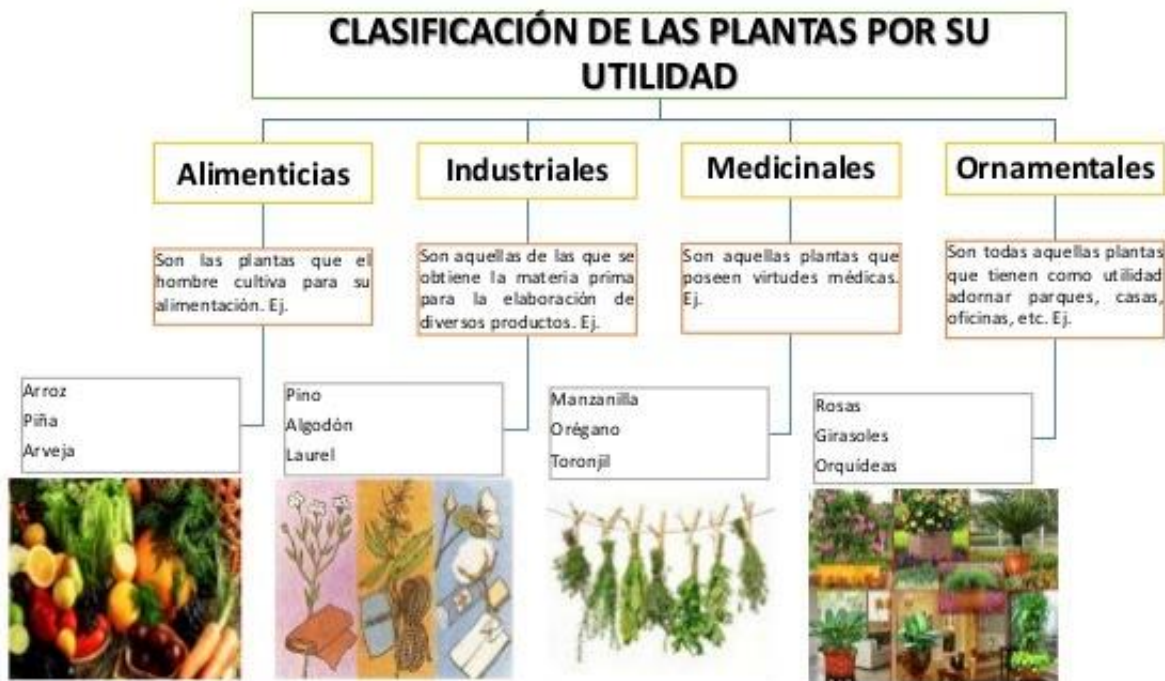 CLASIFICACIÓN DE LAS PLANTAS POR SU
UTILIDAD
Alimenticias
Son las plantas que el
hombre cultiva para su
alimentación. Ej.
Arroz
Piña
Arveja
Industriales
Son aquellas de las que se
obtiene la materia prima
para la elaboración de
diversos productos. Ej.
Pino
Algodón
Laurel
Medicinales
Son aquellas plantas que
poseen virtudes médicas.
Ej.
Manzanilla
Orégano
Toronjil
Ornamentales
Son todas aquellas plantas
que tienen como utilidad
adornar parques, casas,
oficinas, etc. Ej.
Rosas
Girasoles
Orquídeas